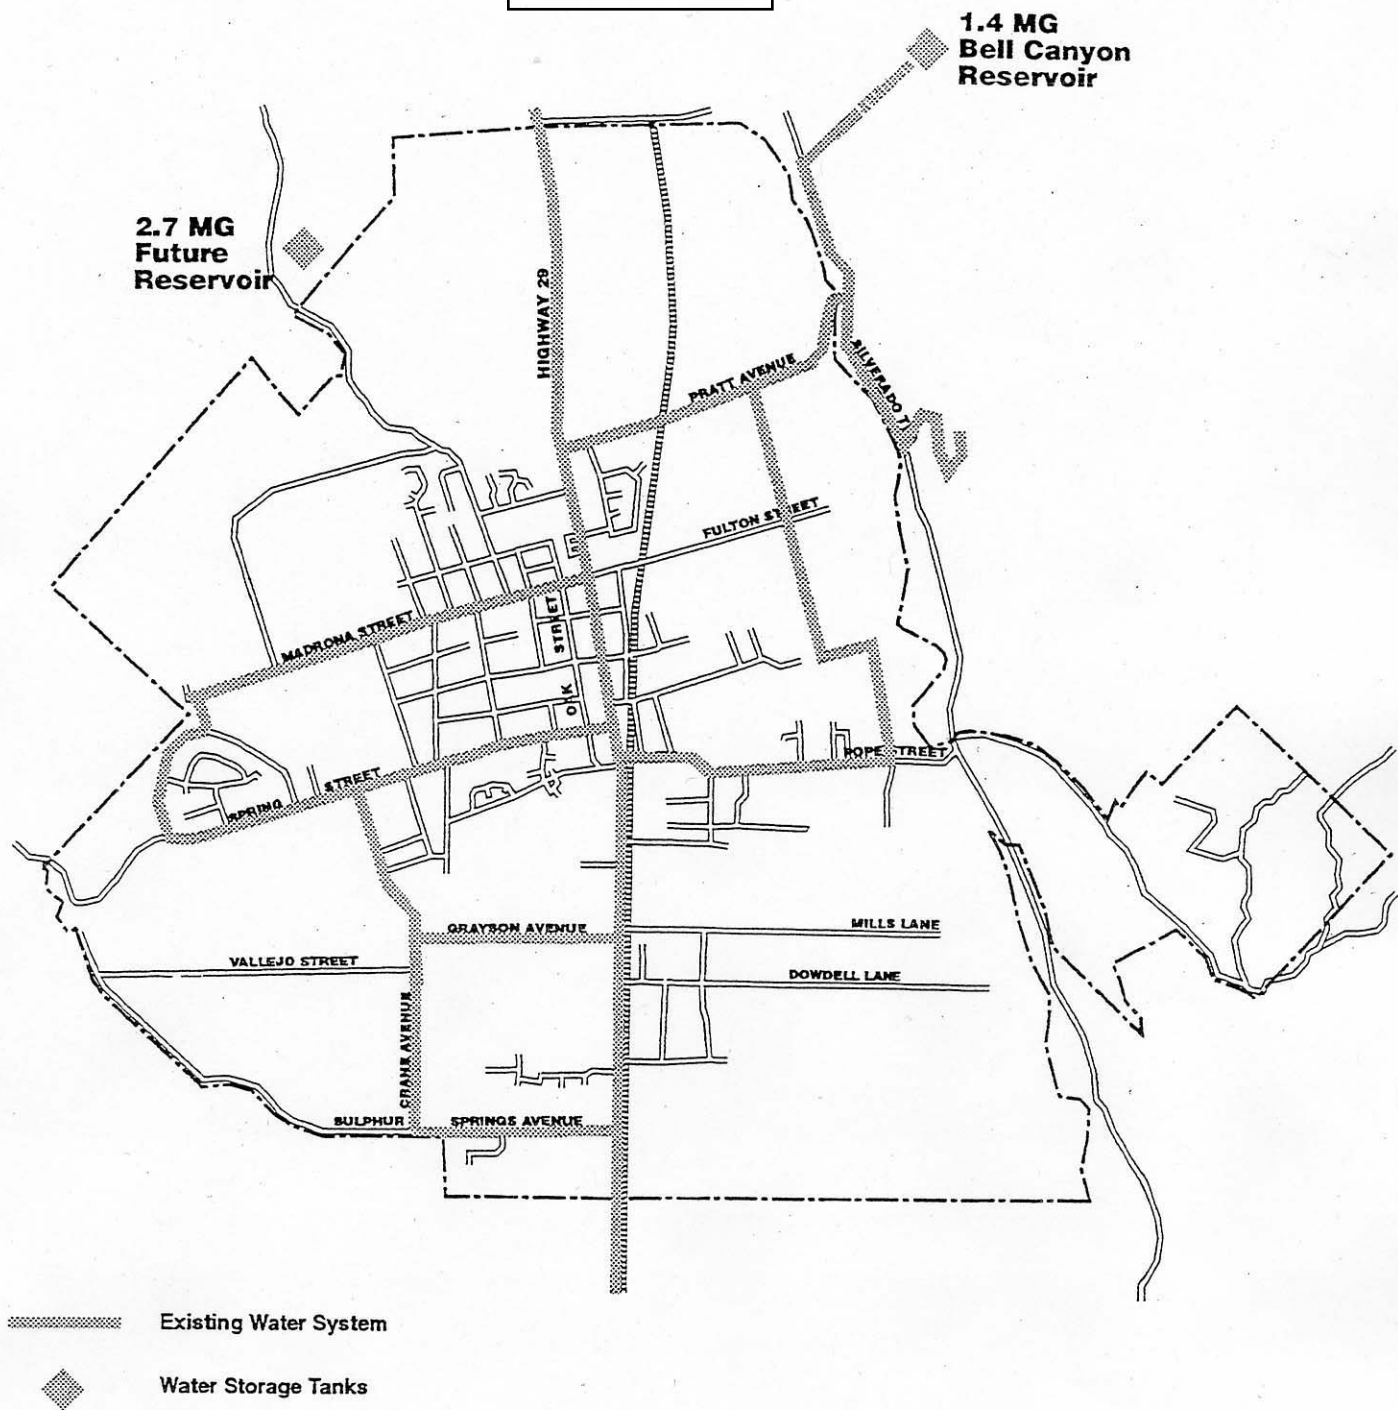 1.4 MG
Bell Canyon
Reservoir
2.7 MG
Future
Reservoir
HIGHWAY 29
PRATT AVENUE
SILVERADO TL
FULTON STREET
MADRONA STREET
OAK STREET
POPE STREET
SPRING STREET
GRAYSON AVENUE
MILLS LANE
VALLEJO STREET
DOWDELL LANE
CRANE AVENUE
SULPHUR SPRINGS AVENUE
Existing Water System
Water Storage Tanks